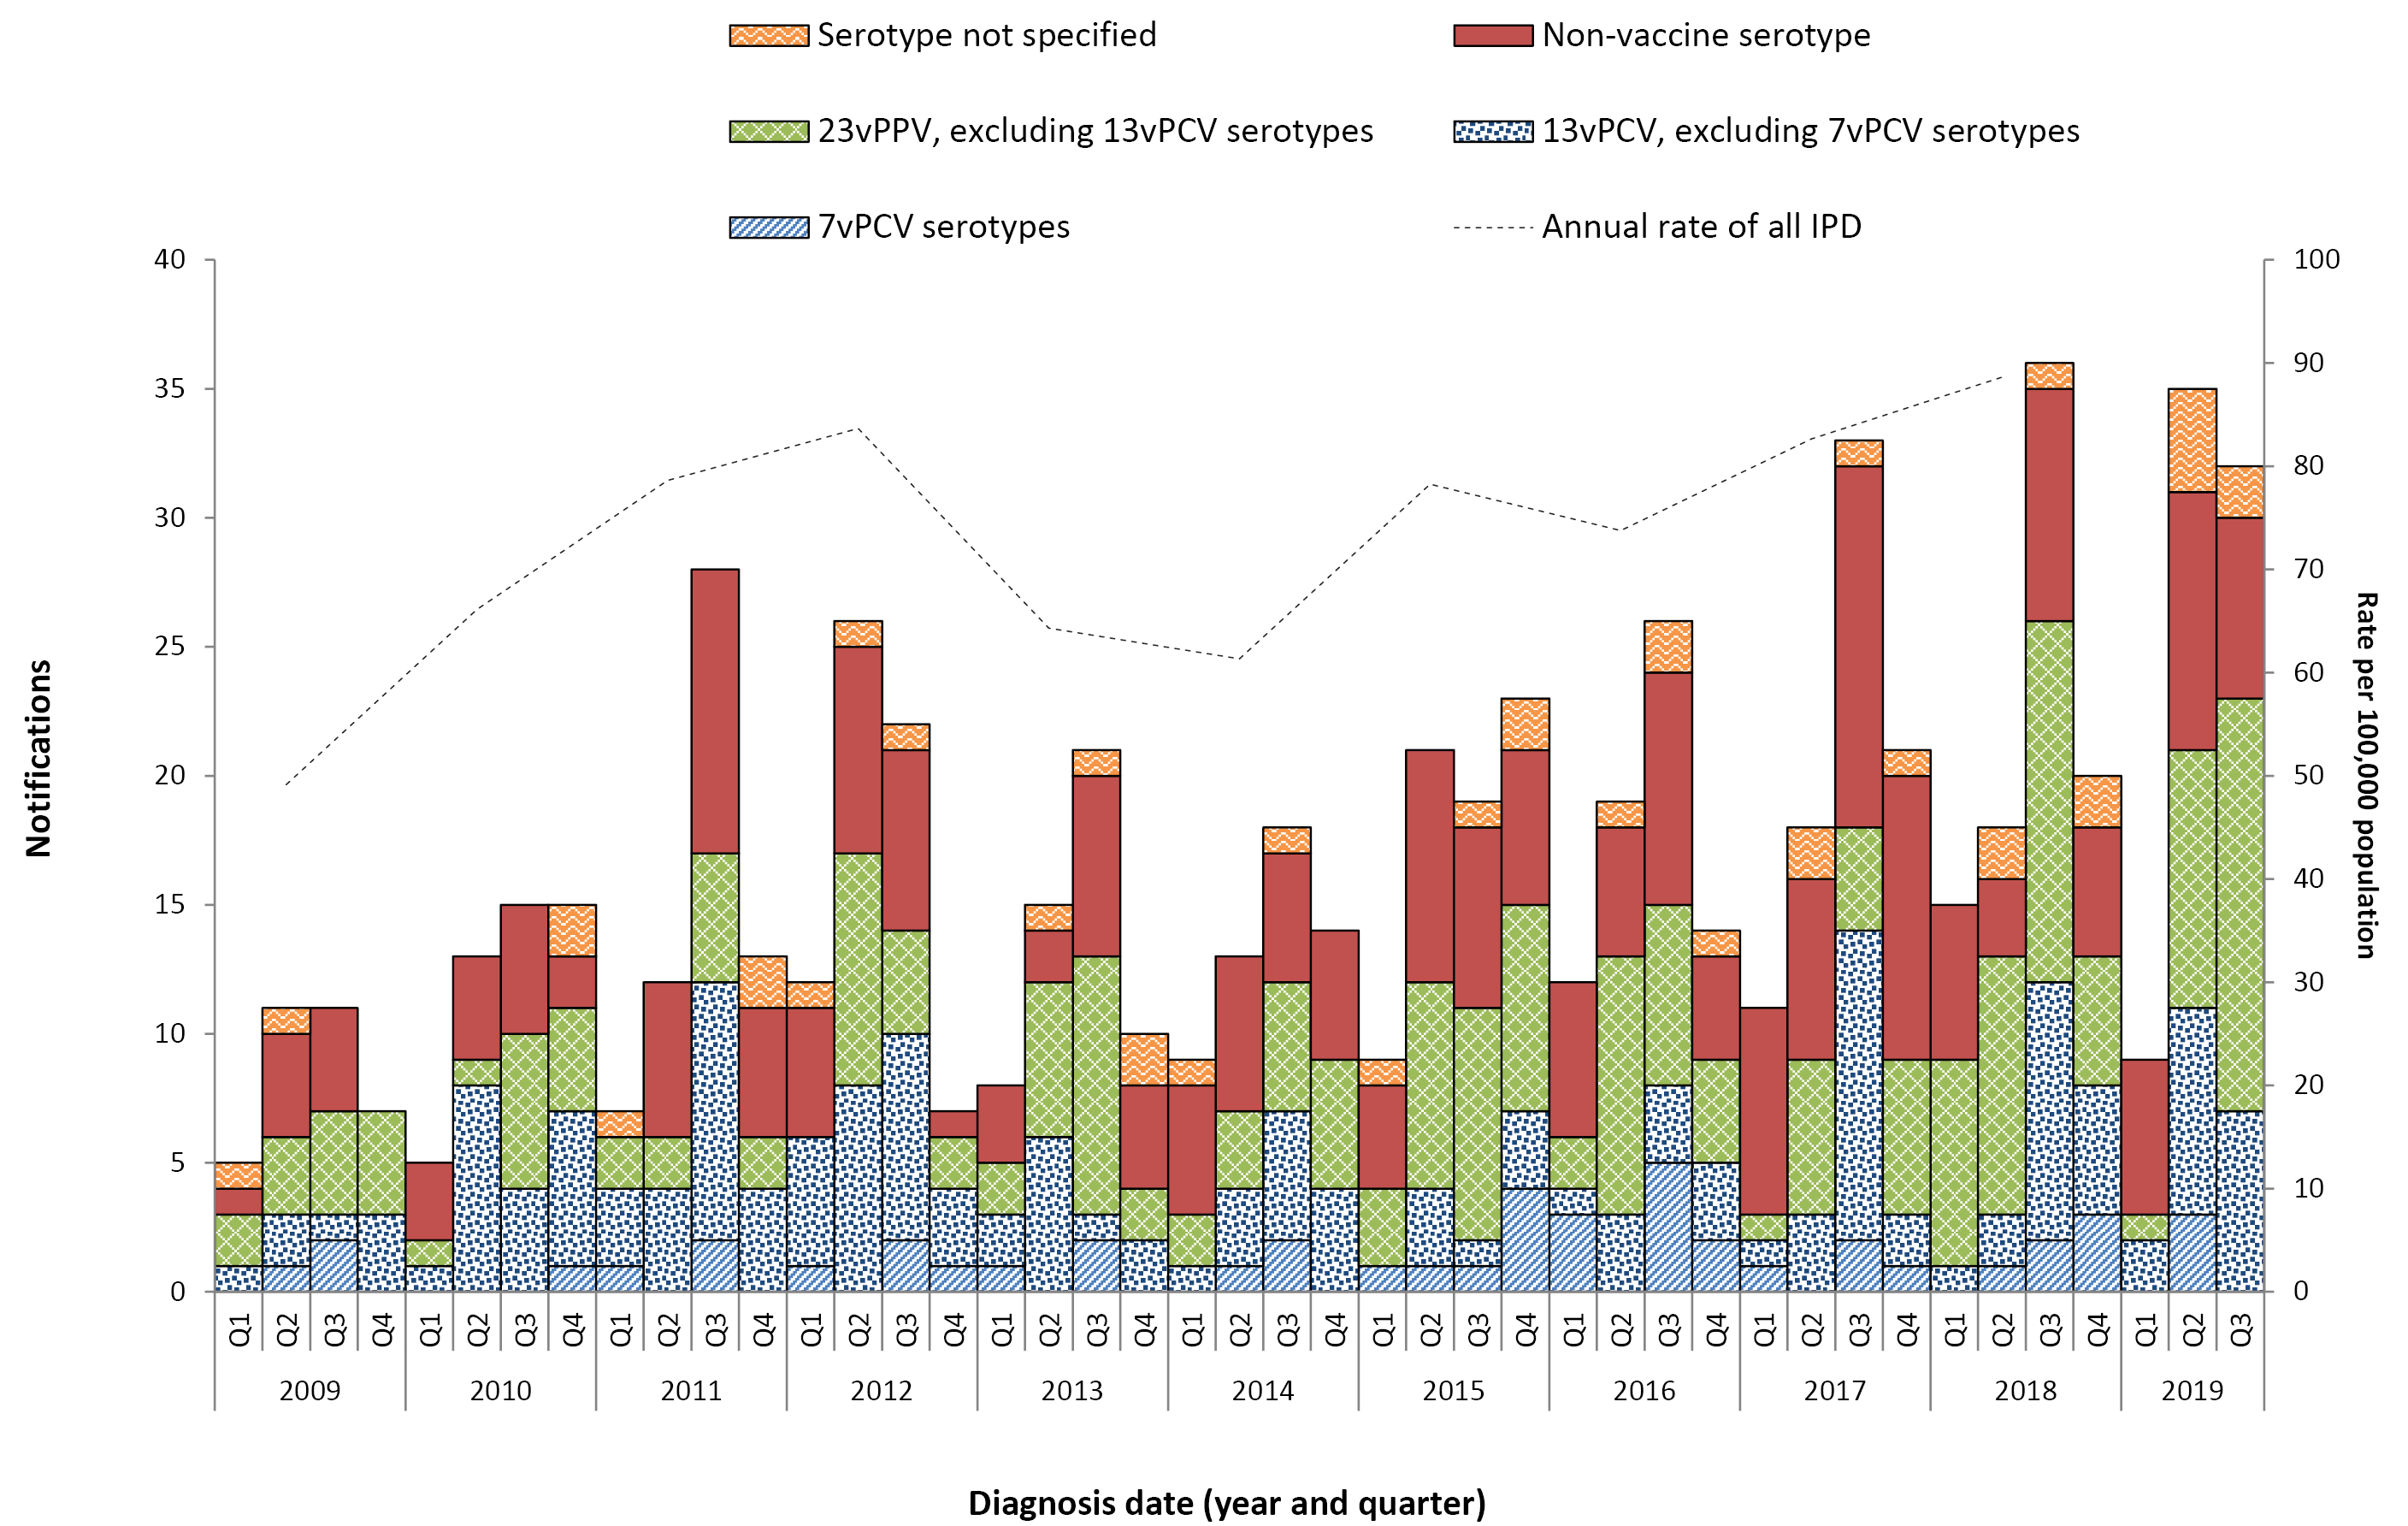 Serotype not specified
Non-vaccine serotype
23vPPV, excluding 13vPCV serotypes
13vPCV, excluding 7vPCV serotypes
7vPCV serotypes
Annual rate of all IPD
Notifications
40
35
30
25
20
15
10
5
0
100
90
80
70
60
50
40
30
20
10
0
Rate per 100,000 population
Q1 Q2 Q3 Q4 Q1 Q2 Q3 Q4 Q1 Q2 Q3 Q4 Q1 Q2 Q3 Q4 Q1 Q2 Q3 Q4 Q1 Q2 Q3 Q4 Q1 Q2 Q3 Q4 Q1 Q2 Q3 Q4 Q1 Q2 Q3 Q4 Q1 Q2 Q3 Q4 Q1 Q2 Q3
2009 2010 2011 2012 2013 2014 2015 2016 2017 2018 2019
Diagnosis date (year and quarter)